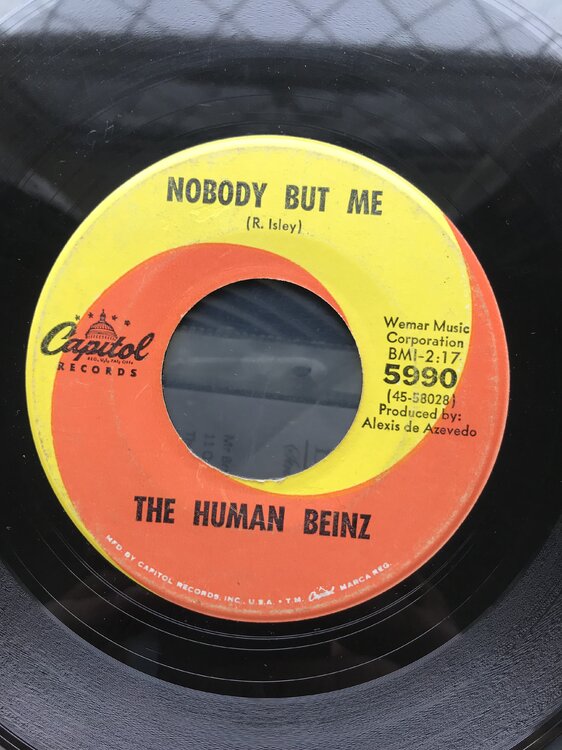 NOBODY BUT ME
(R. Isley)
Capitol
RECORDS
Wemar Music
Corporation
BMI-2:17
5990
(45-58028)
Produced by:
Alexis de Azevedo
THE HUMAN BEINZ
MFD BY CAPITOL RECORDS, INC., U.S.A. • T.M. Capitol MARCA REG.